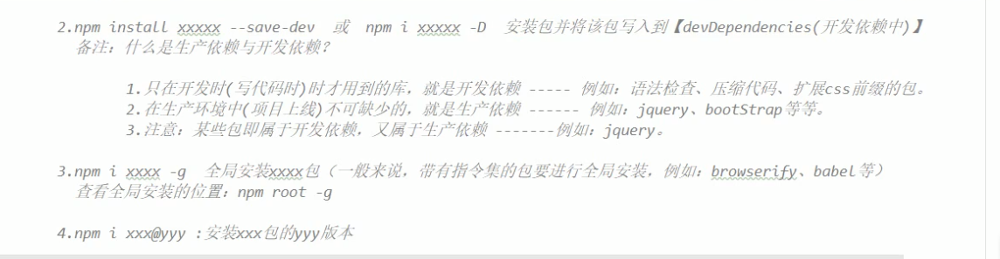 2.npm install xxxxx --save-dev 或 npm i xxxxx -D 安装包并将该包写入到【devDependencies(开发依赖中)】
备注：什么是生产依赖与开发依赖？
1.只在开发时(写代码时)时才用到的库，就是开发依赖 ----- 例如：语法检查、压缩代码、扩展css前缀的包。
2.在生产环境中(项目上线)不可缺少的，就是生产依赖 ------ 例如：jquery、bootStrap等等。
3.注意：某些包即属于开发依赖，又属于生产依赖 -------例如：jquery。
3.npm i xxxx -g 全局安装xxxx包（一般来说，带有指令集的包要进行全局安装，例如：browserify、babel等）
查看全局安装的位置：npm root -g
4.npm i xxx@yyy :安装xxx包的yyy版本